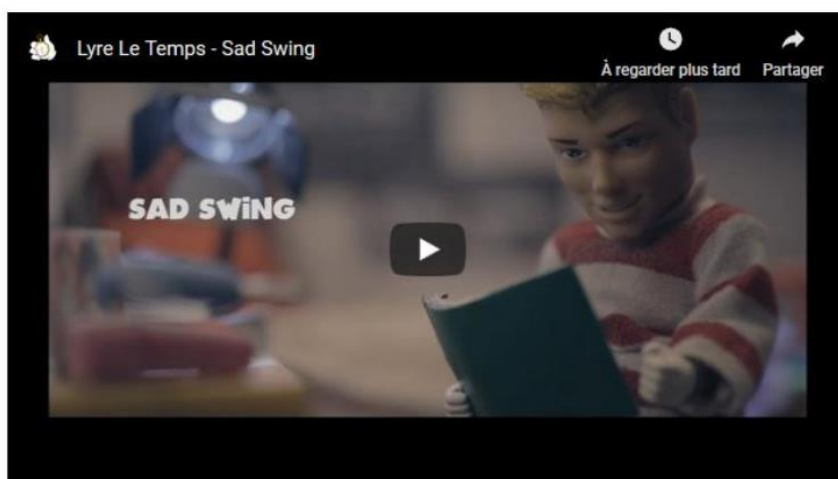 Lyre Le Temps - Sad Swing
À regarder plus tard
Partager
SAD SWiNG